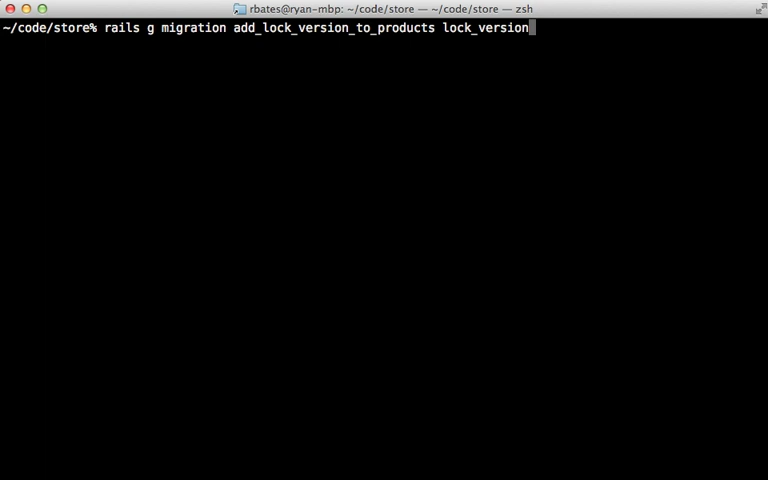 rbates@ryan-mbp: ~/code/store — ~/code/store — zsh
~/code/store% rails g migration add_lock_version_to_products lock_version